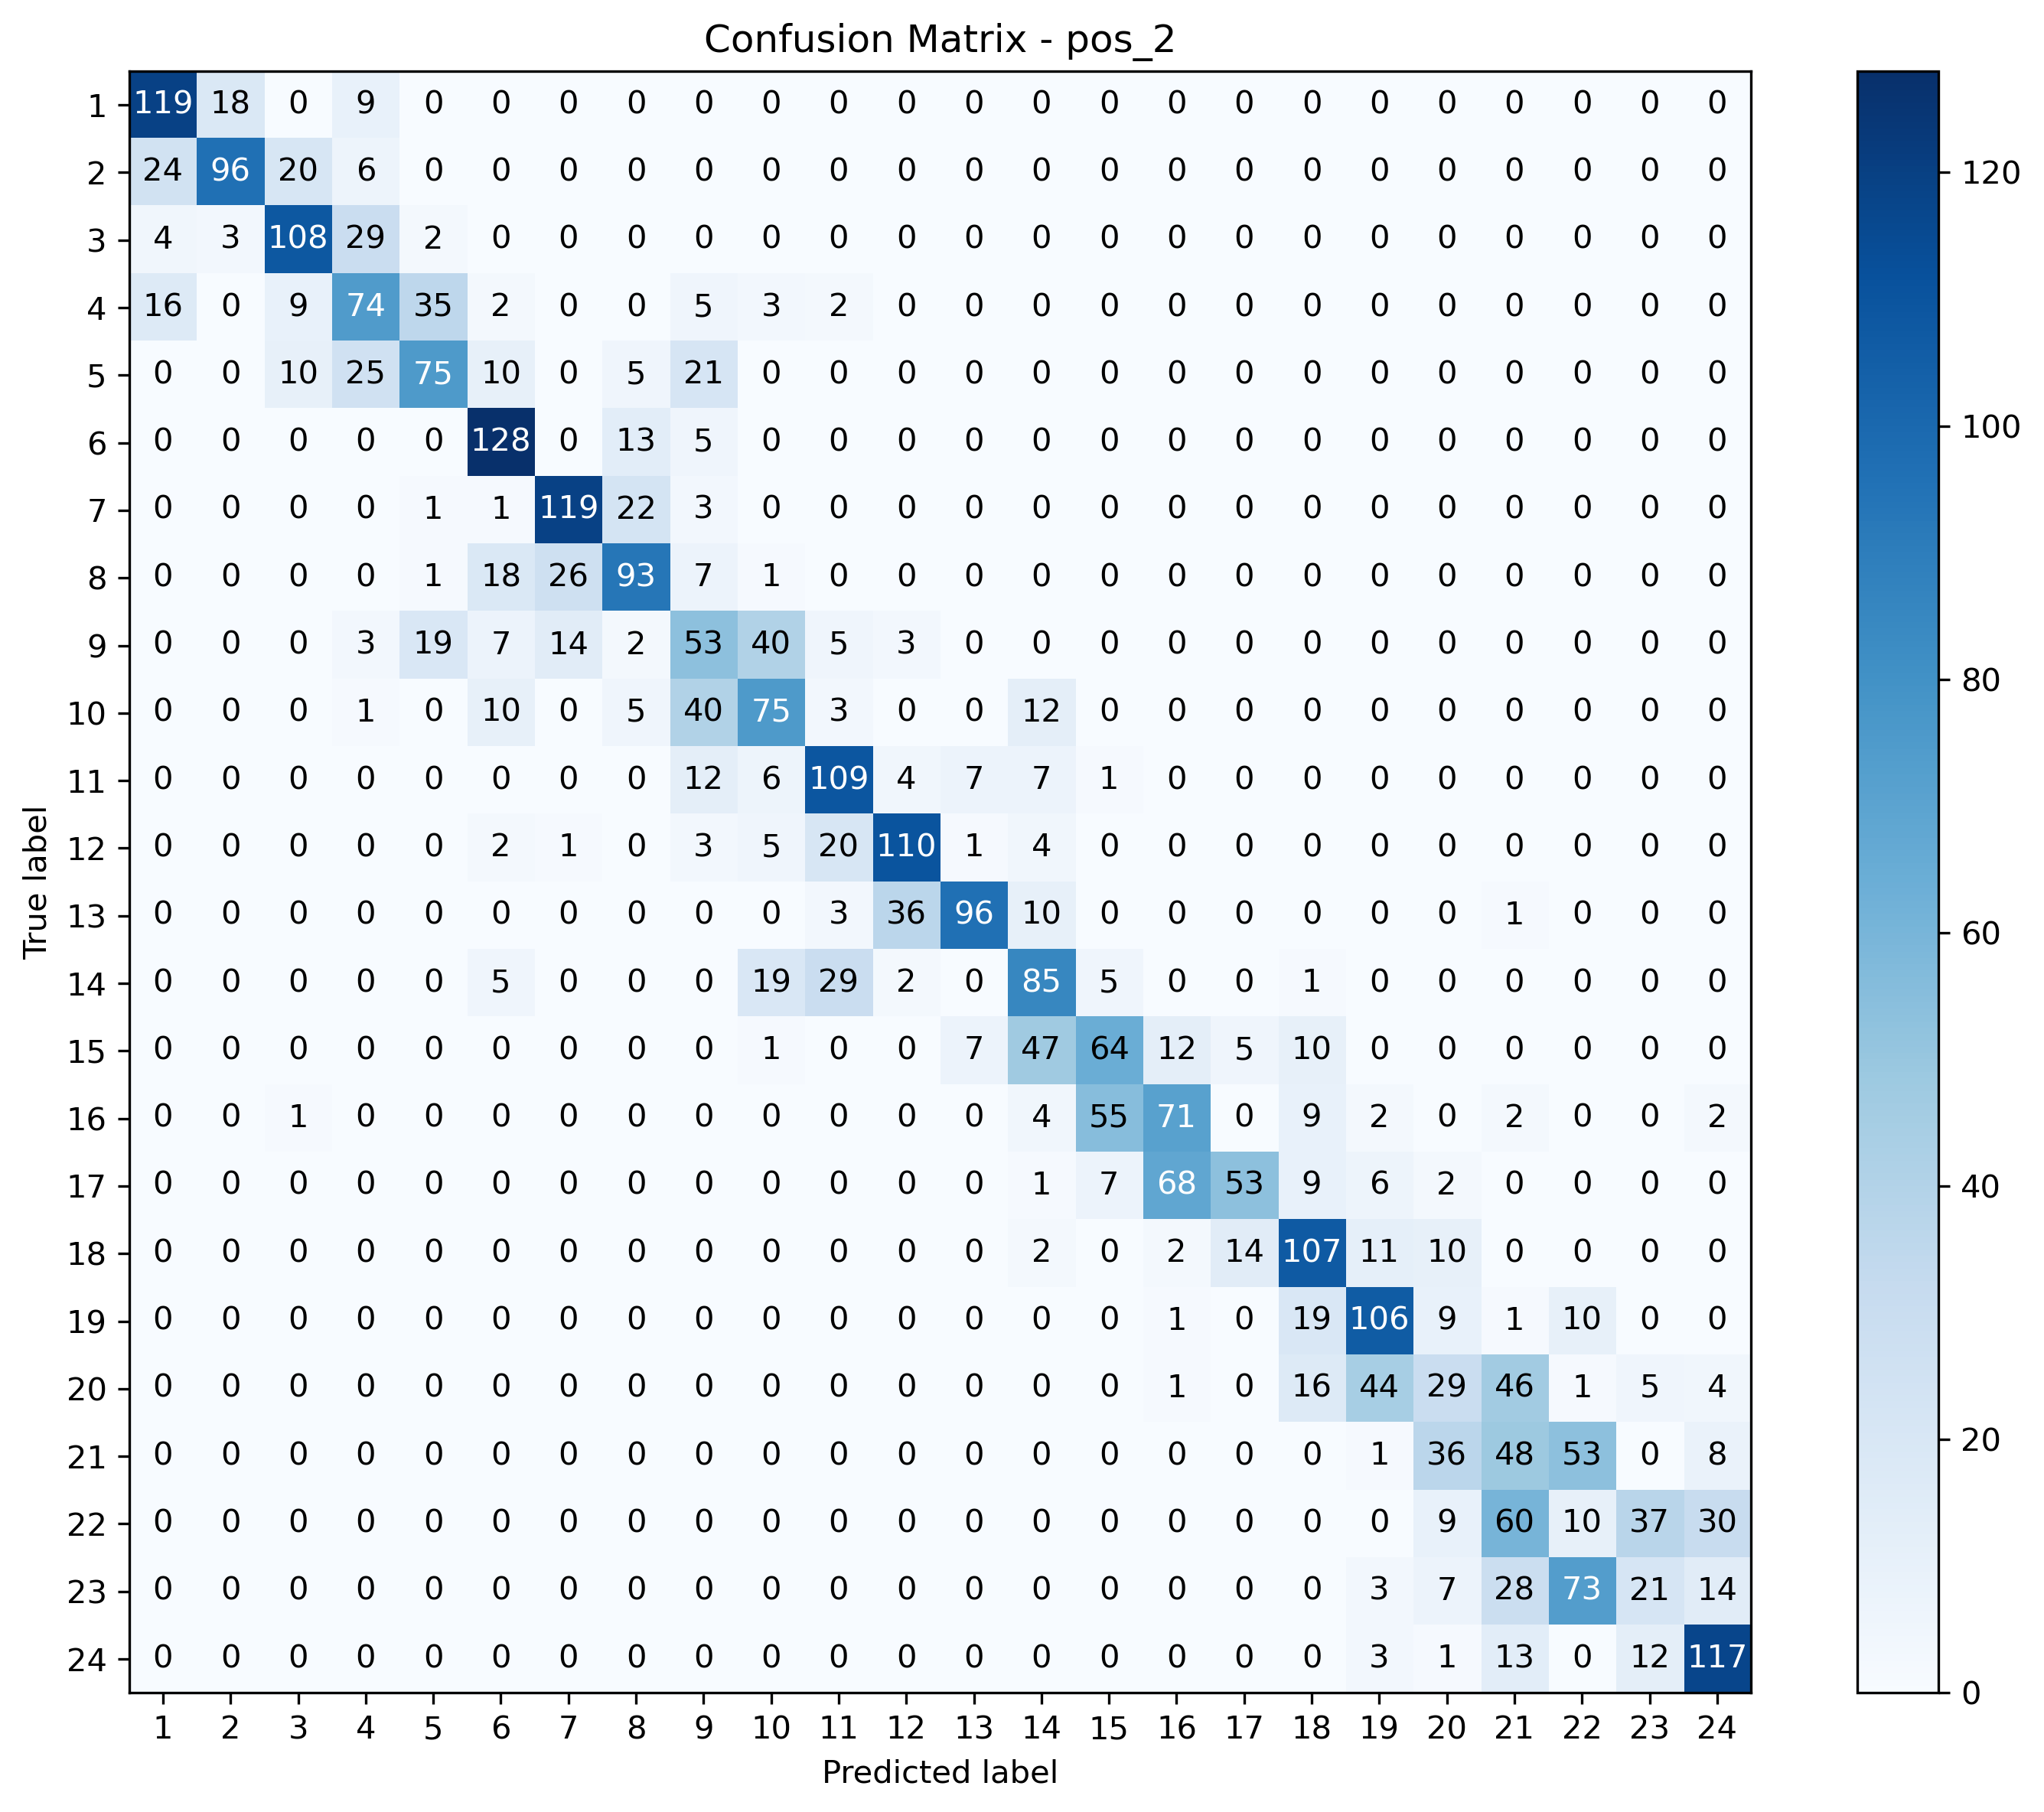 Confusion Matrix - pos_2
1 119 18 0 9 0 0 0 0 0 0 0 0 0 0 0 0 0 0 0 0 0 0 0 0
2 24 96 20 6 0 0 0 0 0 0 0 0 0 0 0 0 0 0 0 0 0 0 0 0
3 4 3 108 29 2 0 0 0 0 0 0 0 0 0 0 0 0 0 0 0 0 0 0 0
4 16 0 9 74 35 2 0 0 5 3 2 0 0 0 0 0 0 0 0 0 0 0 0 0
5 0 0 10 25 75 10 0 5 21 0 0 0 0 0 0 0 0 0 0 0 0 0 0 0
6 0 0 0 0 0 128 0 13 5 0 0 0 0 0 0 0 0 0 0 0 0 0 0 0
7 0 0 0 0 1 1 119 22 3 0 0 0 0 0 0 0 0 0 0 0 0 0 0 0
8 0 0 0 0 1 18 26 93 7 1 0 0 0 0 0 0 0 0 0 0 0 0 0 0
9 0 0 0 3 19 7 14 2 53 40 5 3 0 0 0 0 0 0 0 0 0 0 0 0
10 0 0 0 1 0 10 0 5 40 75 3 0 0 12 0 0 0 0 0 0 0 0 0 0
11 0 0 0 0 0 0 0 0 12 6 109 4 7 7 1 0 0 0 0 0 0 0 0 0
12 0 0 0 0 0 2 1 0 3 5 20 110 1 4 0 0 0 0 0 0 0 0 0 0
13 0 0 0 0 0 0 0 0 0 0 3 36 96 10 0 0 0 0 0 0 1 0 0 0
14 0 0 0 0 0 5 0 0 0 19 29 2 0 85 5 0 0 1 0 0 0 0 0 0
15 0 0 0 0 0 0 0 0 0 1 0 0 7 47 64 12 5 10 0 0 0 0 0 0
16 0 0 1 0 0 0 0 0 0 0 0 0 0 4 55 71 0 9 2 0 2 0 0 2
17 0 0 0 0 0 0 0 0 0 0 0 0 0 1 7 68 53 9 6 2 0 0 0 0
18 0 0 0 0 0 0 0 0 0 0 0 0 0 2 0 2 14 107 11 10 0 0 0 0
19 0 0 0 0 0 0 0 0 0 0 0 0 0 0 0 1 0 19 106 9 1 10 0 0
20 0 0 0 0 0 0 0 0 0 0 0 0 0 0 0 1 0 16 44 29 46 1 5 4
21 0 0 0 0 0 0 0 0 0 0 0 0 0 0 0 0 0 0 1 36 48 53 0 8
22 0 0 0 0 0 0 0 0 0 0 0 0 0 0 0 0 0 0 0 9 60 10 37 30
23 0 0 0 0 0 0 0 0 0 0 0 0 0 0 0 0 0 0 3 7 28 73 21 14
24 0 0 0 0 0 0 0 0 0 0 0 0 0 0 0 0 0 0 3 1 13 0 12 117
1 2 3 4 5 6 7 8 9 10 11 12 13 14 15 16 17 18 19 20 21 22 23 24
Predicted label
True label
120
100
80
60
40
20
0